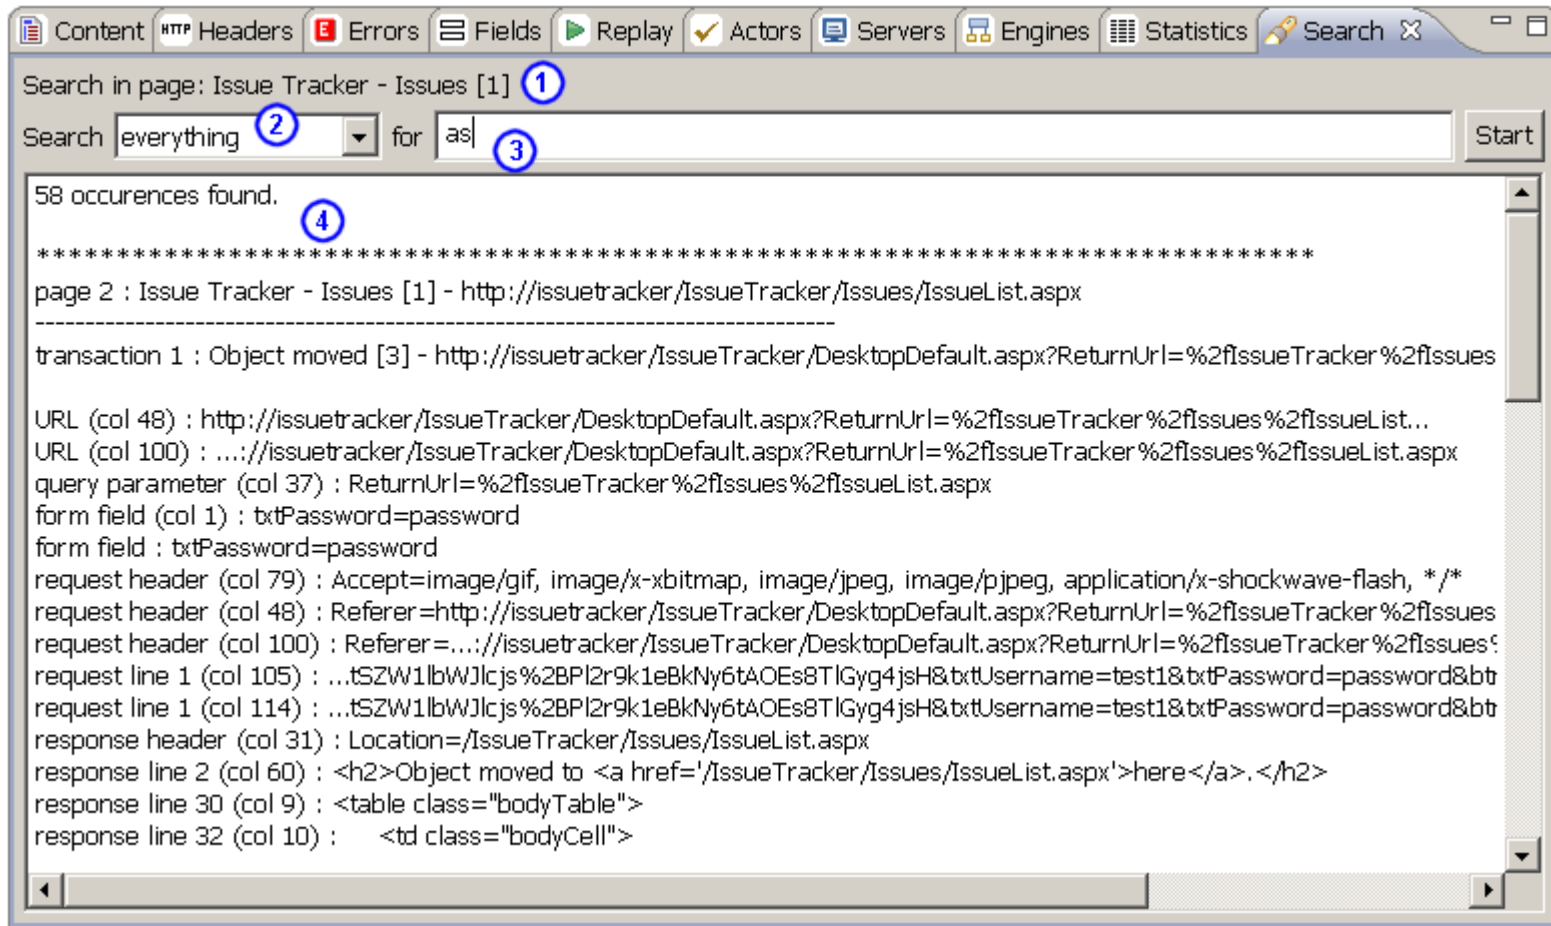 Content HTTP Headers E Errors Fields Replay Actors Servers Engines Statistics Search
Search in page: Issue Tracker - Issues [1] 1
Search everything 2 for as 3 Start
58 occurences found.
4
********************************************************************************
page 2 : Issue Tracker - Issues [1] - http://issuetracker/IssueTracker/Issues/IssueList.aspx
--------------------------------------------------------------------------------
transaction 1 : Object moved [3] - http://issuetracker/IssueTracker/DesktopDefault.aspx?ReturnUrl=%2fIssueTracker%2fIssues
URL (col 48) : http://issuetracker/IssueTracker/DesktopDefault.aspx?ReturnUrl=%2fIssueTracker%2fIssues%2fIssueList...
URL (col 100) : ...://issuetracker/IssueTracker/DesktopDefault.aspx?ReturnUrl=%2fIssueTracker%2fIssues%2fIssueList.aspx
query parameter (col 37) : ReturnUrl=%2fIssueTracker%2fIssues%2fIssueList.aspx
form field (col 1) : txtPassword=password
form field : txtPassword=password
request header (col 79) : Accept=image/gif, image/x-xbitmap, image/jpeg, image/pjpeg, application/x-shockwave-flash, */*
request header (col 48) : Referer=http://issuetracker/IssueTracker/DesktopDefault.aspx?ReturnUrl=%2fIssueTracker%2fIssues
request header (col 100) : Referer=...://issuetracker/IssueTracker/DesktopDefault.aspx?ReturnUrl=%2fIssueTracker%2fIssues%
request line 1 (col 105) : ...tSZW1lbWJlcjs%2BPl2r9k1eBkNy6tAOEs8TlGyg4jsH&txtUsername=test1&txtPassword=password&bt
request line 1 (col 114) : ...tSZW1lbWJlcjs%2BPl2r9k1eBkNy6tAOEs8TlGyg4jsH&txtUsername=test1&txtPassword=password&bt
response header (col 31) : Location=/IssueTracker/Issues/IssueList.aspx
response line 2 (col 60) : <h2>Object moved to <a href='/IssueTracker/Issues/IssueList.aspx'>here</a>.</h2>
response line 30 (col 9) : <table class="bodyTable">
response line 32 (col 10) : <td class="bodyCell">